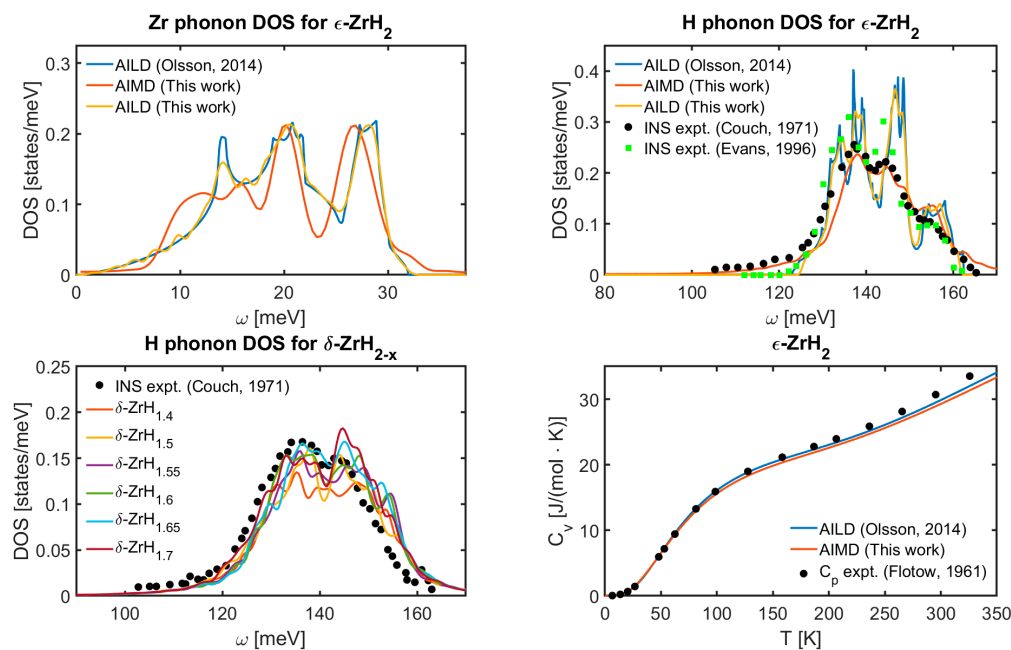 Zr phonon DOS for ϵ-ZrH2
DOS [states/meV]
0.3
0.2
0.1
0
AILD (Olsson, 2014)
AIMD (This work)
AILD (This work)
0
10
20
30
ω [meV]
H phonon DOS for ϵ-ZrH2
DOS [states/meV]
0.4
0.3
0.2
0.1
0
AILD (Olsson, 2014)
AIMD (This work)
AILD (This work)
INS expt. (Couch, 1971)
INS expt. (Evans, 1996)
80
100
120
140
160
ω [meV]
H phonon DOS for δ-ZrH2-x
DOS [states/meV]
0.25
0.2
0.15
0.1
0.05
0
INS expt. (Couch, 1971)
δ-ZrH1.4
δ-ZrH1.5
δ-ZrH1.55
δ-ZrH1.6
δ-ZrH1.65
δ-ZrH1.7
100
120
140
160
ω [meV]
ϵ-ZrH2
Cv [J/(mol · K)]
30
20
10
0
AILD (Olsson, 2014)
AIMD (This work)
Cp expt. (Flotow, 1961)
0
50
100
150
200
250
300
350
T [K]